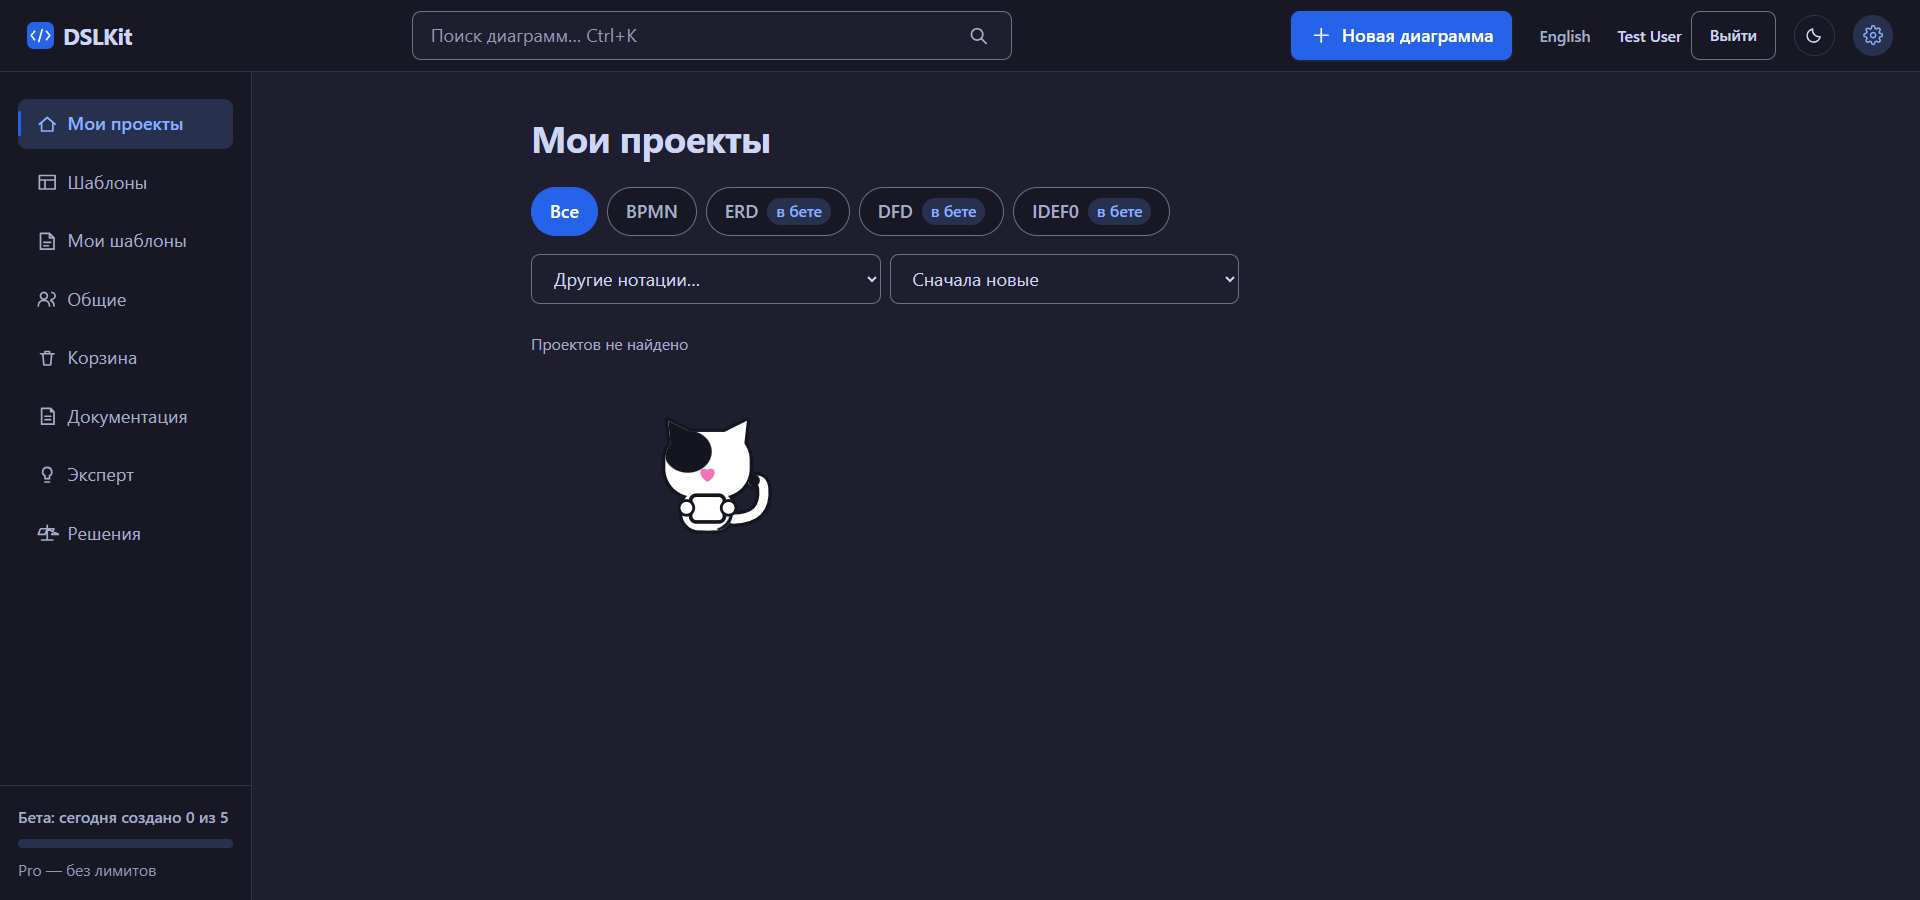 DSLKit
Поиск диаграмм... Ctrl+K
Новая диаграмма
English
Test User
Выйти
Мои проекты
Шаблоны
Мои шаблоны
Общие
Корзина
Документация
Эксперт
Решения
Бета: сегодня создано 0 из 5
Pro — без лимитов
Мои проекты
Все
BPMN
ERD в бете
DFD в бете
IDEF0 в бете
Другие нотации...
Сначала новые
Проектов не найдено